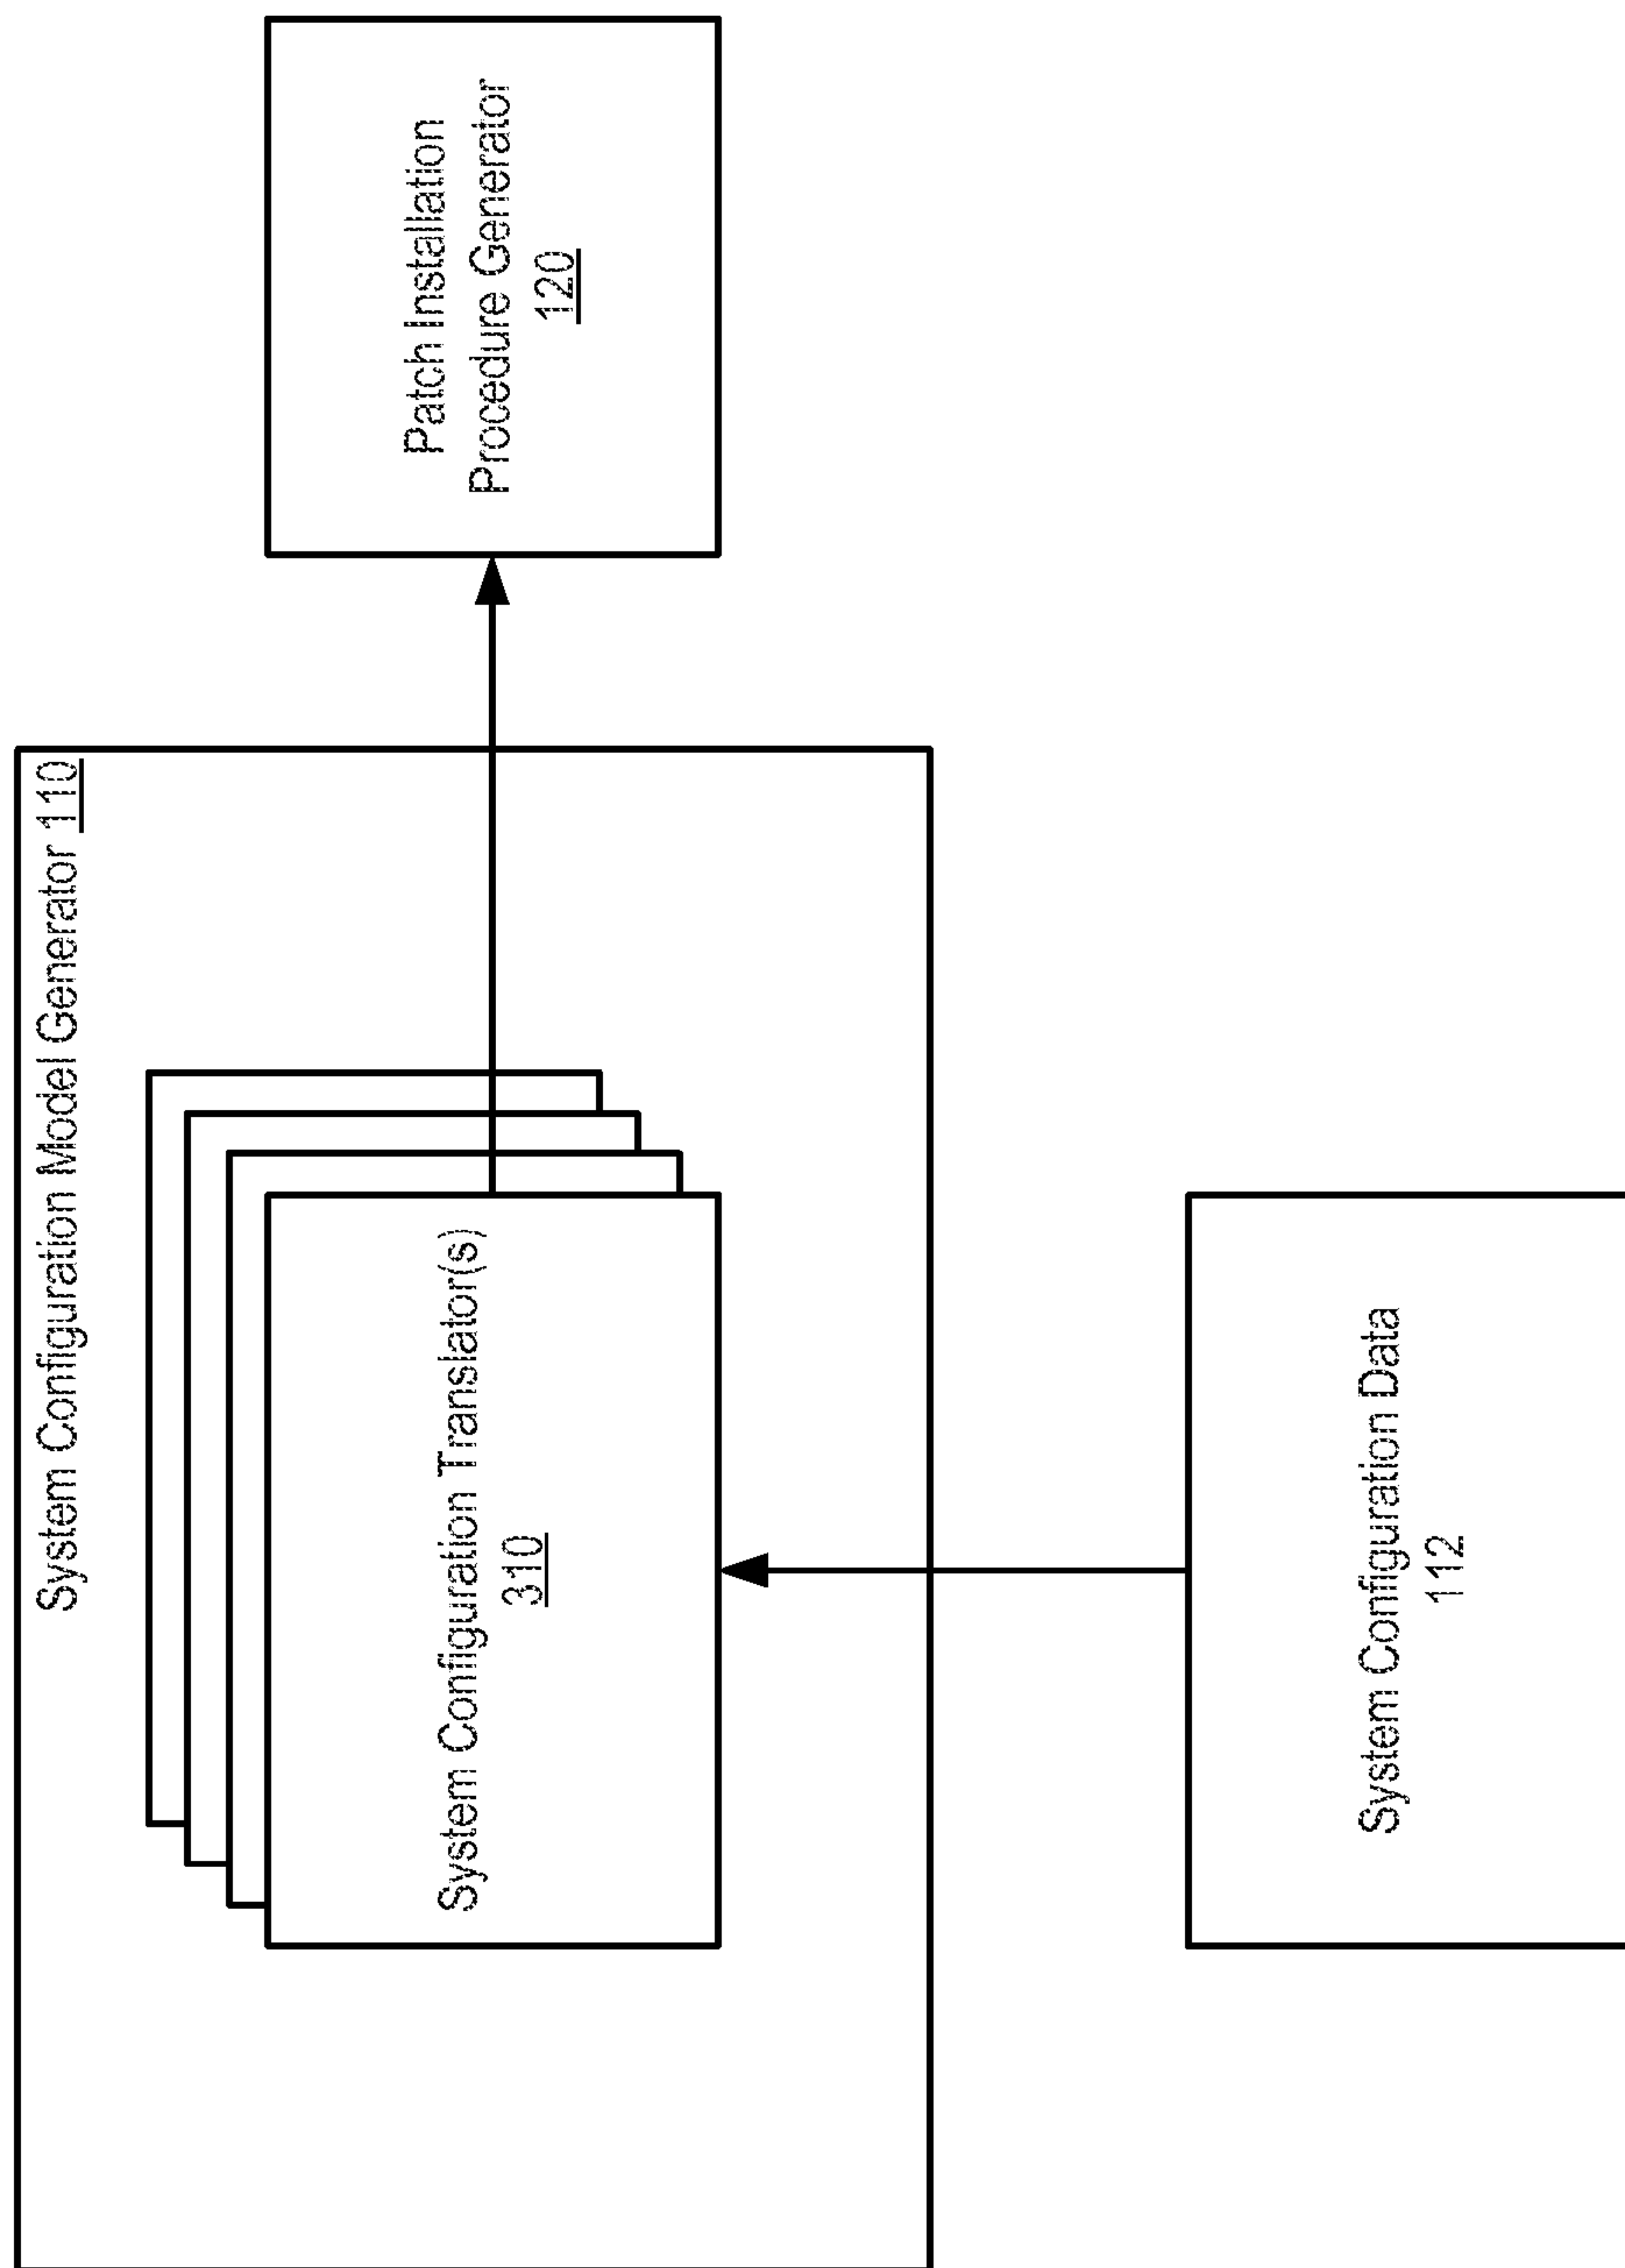 System Configuration Model Generator 110
System Configuration Translator(s)
310
Patch Installation
Procedure Generator
120
System Configuration Data
112